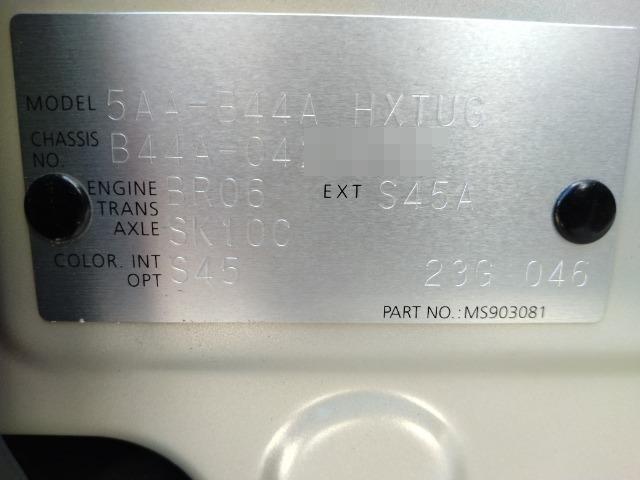 MODEL 5AA-B44A HXTUG
CHASSIS NO. B44A-04
ENGINE BR06 EXT S45A
TRANS AXLE SK10C
COLOR. INT S45
OPT 23G 046
PART NO.:MS903081